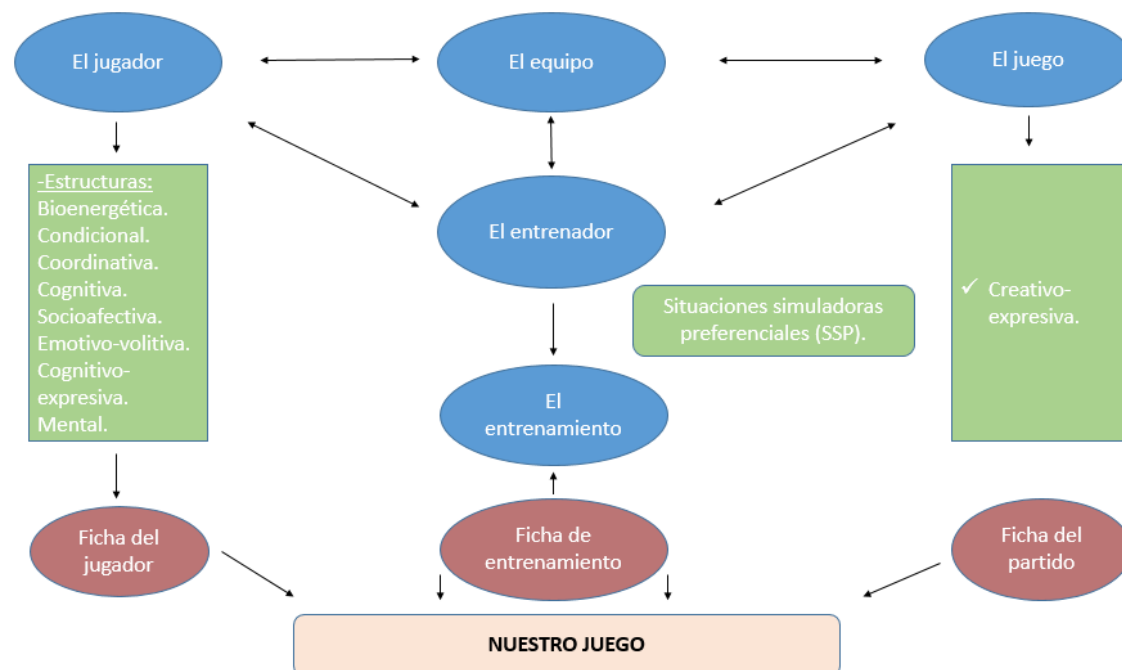 El jugador
El equipo
El juego
-Estructuras:
Bioenergética.
Condicional.
Coordinativa.
Cognitiva.
Socioafectiva.
Emotivo-volitiva.
Cognitivo-
expresiva.
Mental.
El entrenador
Situaciones simuladoras
preferenciales (SSP).
✓ Creativo-
expresiva.
El
entrenamiento
Ficha del
jugador
Ficha de
entrenamiento
Ficha del
partido
NUESTRO JUEGO